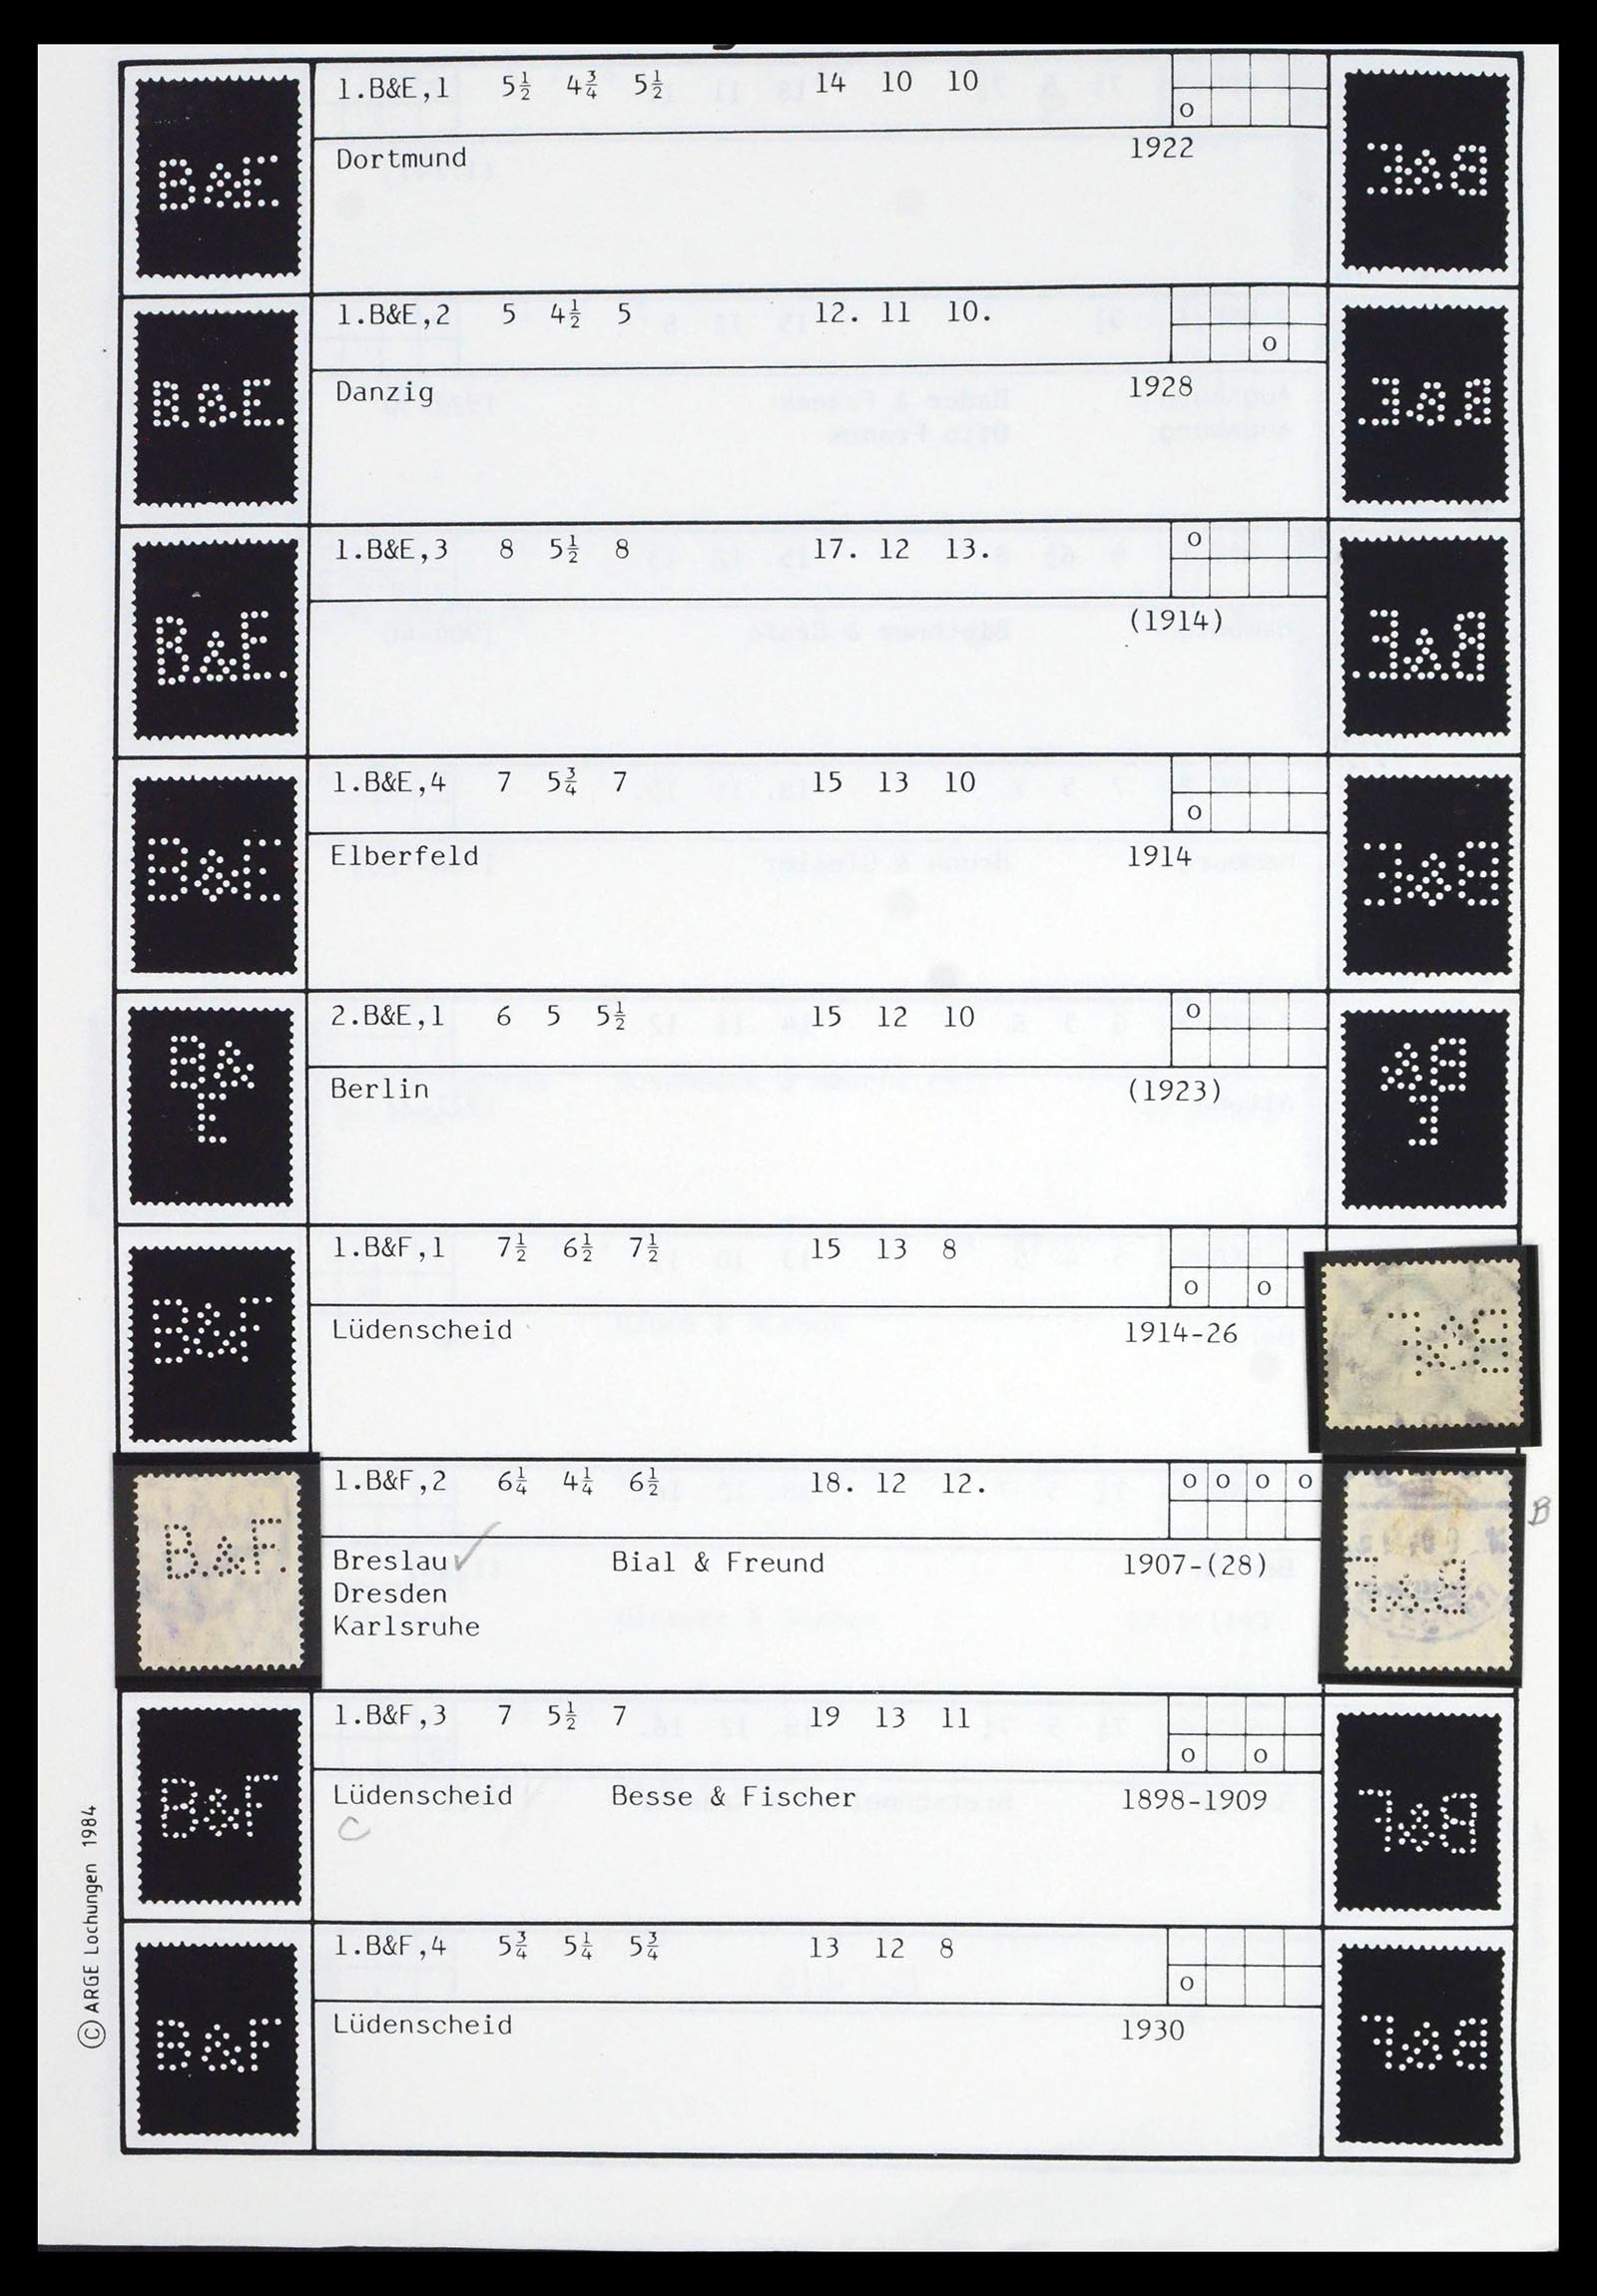 B&E 1.B&E,1 5½ 4¾ 5½ 14 10 10 o
Dortmund 1922
B.&E. 1.B&E,2 5 4½ 5 12. 11 10. o
Danzig 1928
B.&E. 1.B&E,3 8 5½ 8 17. 12 13. o
(1914)
B&E 1.B&E,4 7 5¾ 7 15 13 10 o
Elberfeld 1914
B& E 2.B&E,1 6 5 5½ 15 12 10 o
Berlin (1923)
B&F 1.B&F,1 7½ 6½ 7½ 15 13 8 o o
Lüdenscheid 1914-26
B.&F. 1.B&F,2 6¼ 4¼ 6½ 18. 12 12. o o o o B
Breslau ✓ Bial & Freund 1907-(28)
Dresden
Karlsruhe
B&F 1.B&F,3 7 5½ 7 19 13 11 o o
Lüdenscheid Besse & Fischer 1898-1909
C
B&F 1.B&F,4 5¾ 5¼ 5¾ 13 12 8 o
Lüdenscheid 1930
© ARGE Lochungen 1984